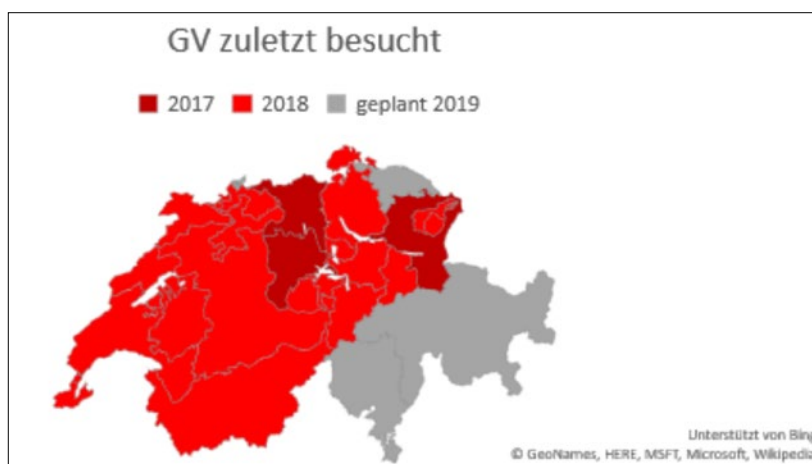 GV zuletzt besucht
2017 2018 geplant 2019
Unterstützt von Bing
© GeoNames, HERE, MSFT, Microsoft, Wikipedia